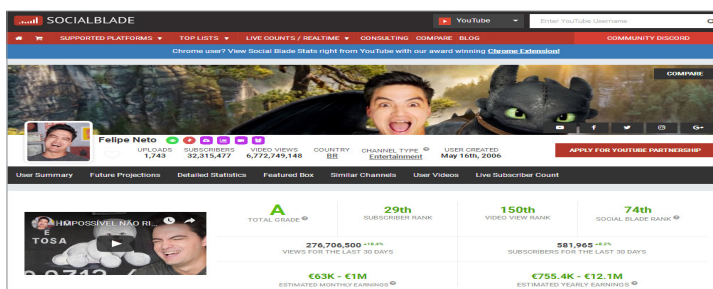 SOCIALBLADE
YouTube
Enter YouTube Username
SUPPORTED PLATFORMS
TOP LISTS
LIVE COUNTS / REALTIME
CONSULTING
COMPARE
BLOG
COMMUNITY DISCORD
Chrome user? View Social Blade Stats right from YouTube with our award winning Chrome Extension!
COMPARE
Felipe Neto
UPLOADS
1,743
SUBSCRIBERS
32,315,477
VIDEO VIEWS
6,772,749,148
COUNTRY
BR
CHANNEL TYPE
Entertainment
USER CREATED
May 16th, 2006
APPLY FOR YOUTUBE PARTNERSHIP
User Summary
Future Projections
Detailed Statistics
Featured Box
Similar Channels
User Videos
Live Subscriber Count
IMPOSSÍVEL NÃO RI...
TOSA
A
TOTAL GRADE
29th
SUBSCRIBER RANK
150th
VIDEO VIEW RANK
74th
SOCIAL BLADE RANK
276,706,500
VIEWS FOR THE LAST 30 DAYS
581,965
SUBSCRIBERS FOR THE LAST 30 DAYS
€63K - €1M
ESTIMATED MONTHLY EARNINGS
€755.4K - €12.1M
ESTIMATED YEARLY EARNINGS